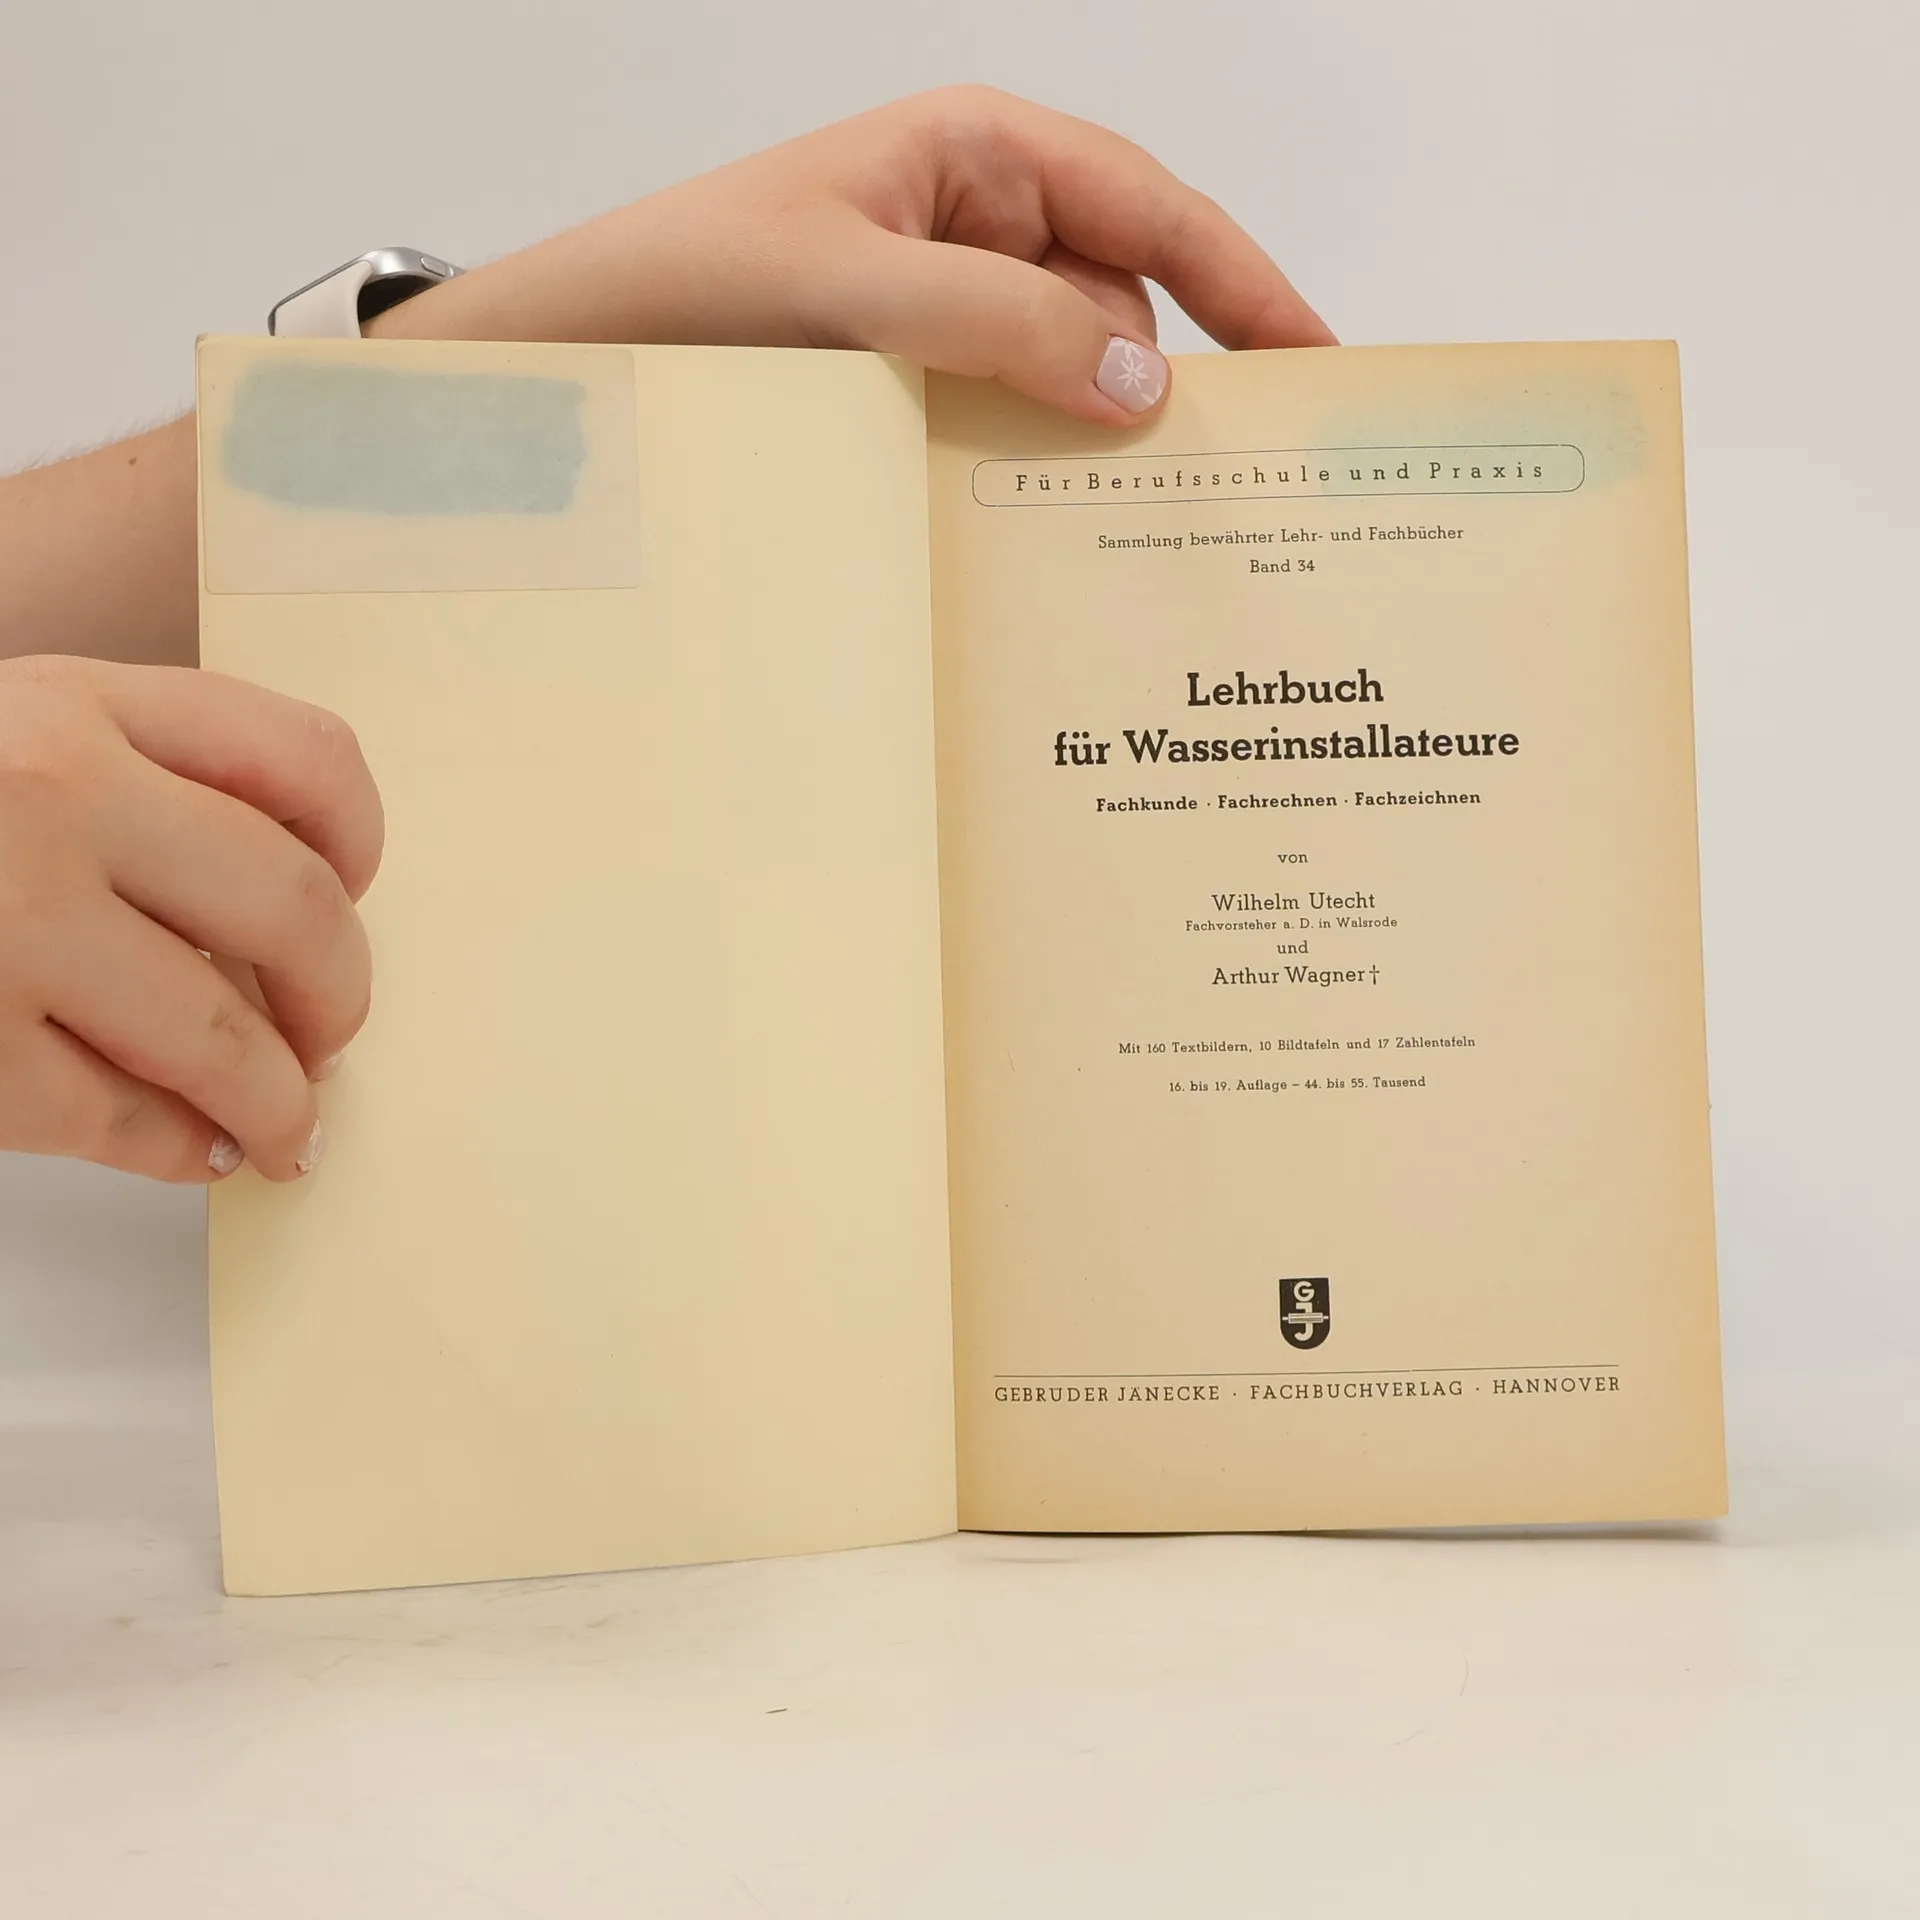 Für Berufsschule und Praxis
Sammlung bewährter Lehr- und Fachbücher
Band 34
Lehrbuch
für Wasserinstallateure
Fachkunde · Fachrechnen · Fachzeichnen
von
Wilhelm Utecht
Fachvorsteher a. D. in Walsrode
und
Arthur Wagner †
Mit 160 Textbildern, 10 Bildtafeln und 17 Zahlentafeln
16. bis 19. Auflage – 44. bis 55. Tausend
G
J
GEBRÜDER JÄNECKE · FACHBUCHVERLAG · HANNOVER